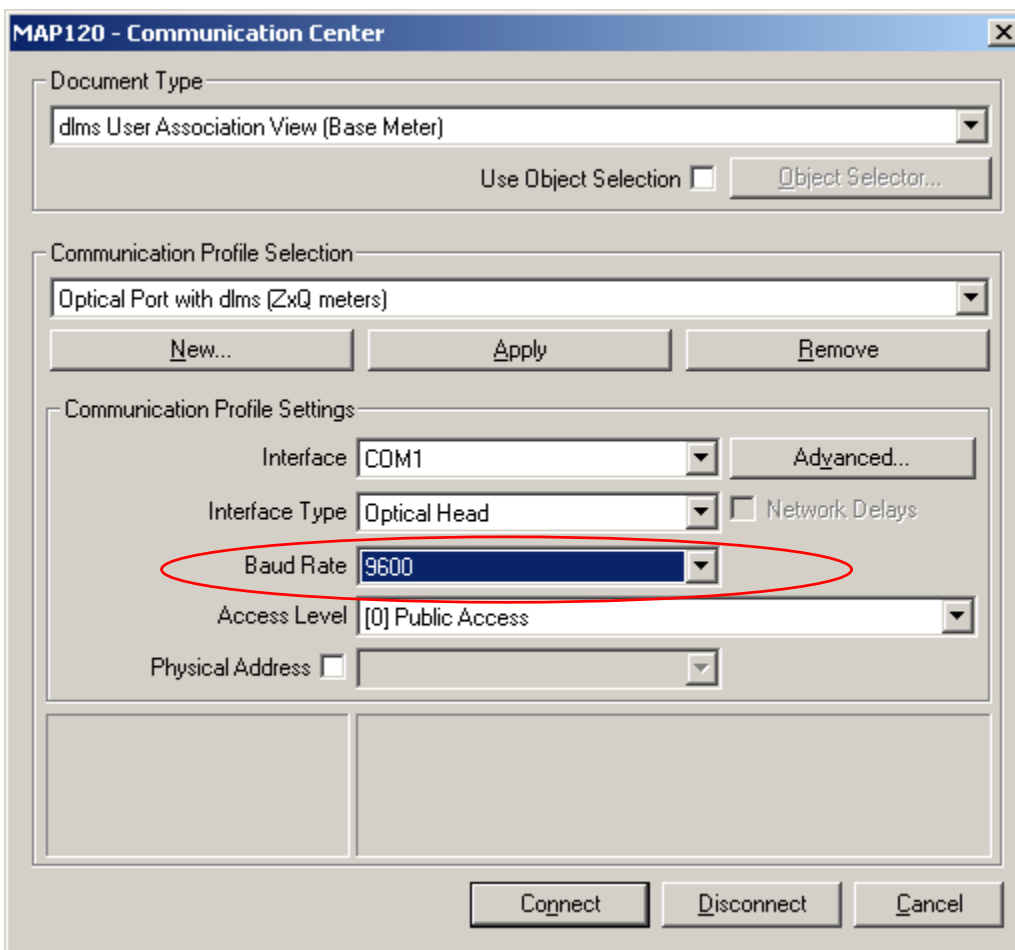 MAP120 - Communication Center
Document Type
dlms User Association View (Base Meter)
Use Object Selection
Object Selector...
Communication Profile Selection
Optical Port with dlms (ZxQ meters)
New... Apply Remove
Communication Profile Settings
Interface COM1 Advanced...
Interface Type Optical Head Network Delays
Baud Rate 9600
Access Level [0] Public Access
Physical Address
Connect Disconnect Cancel